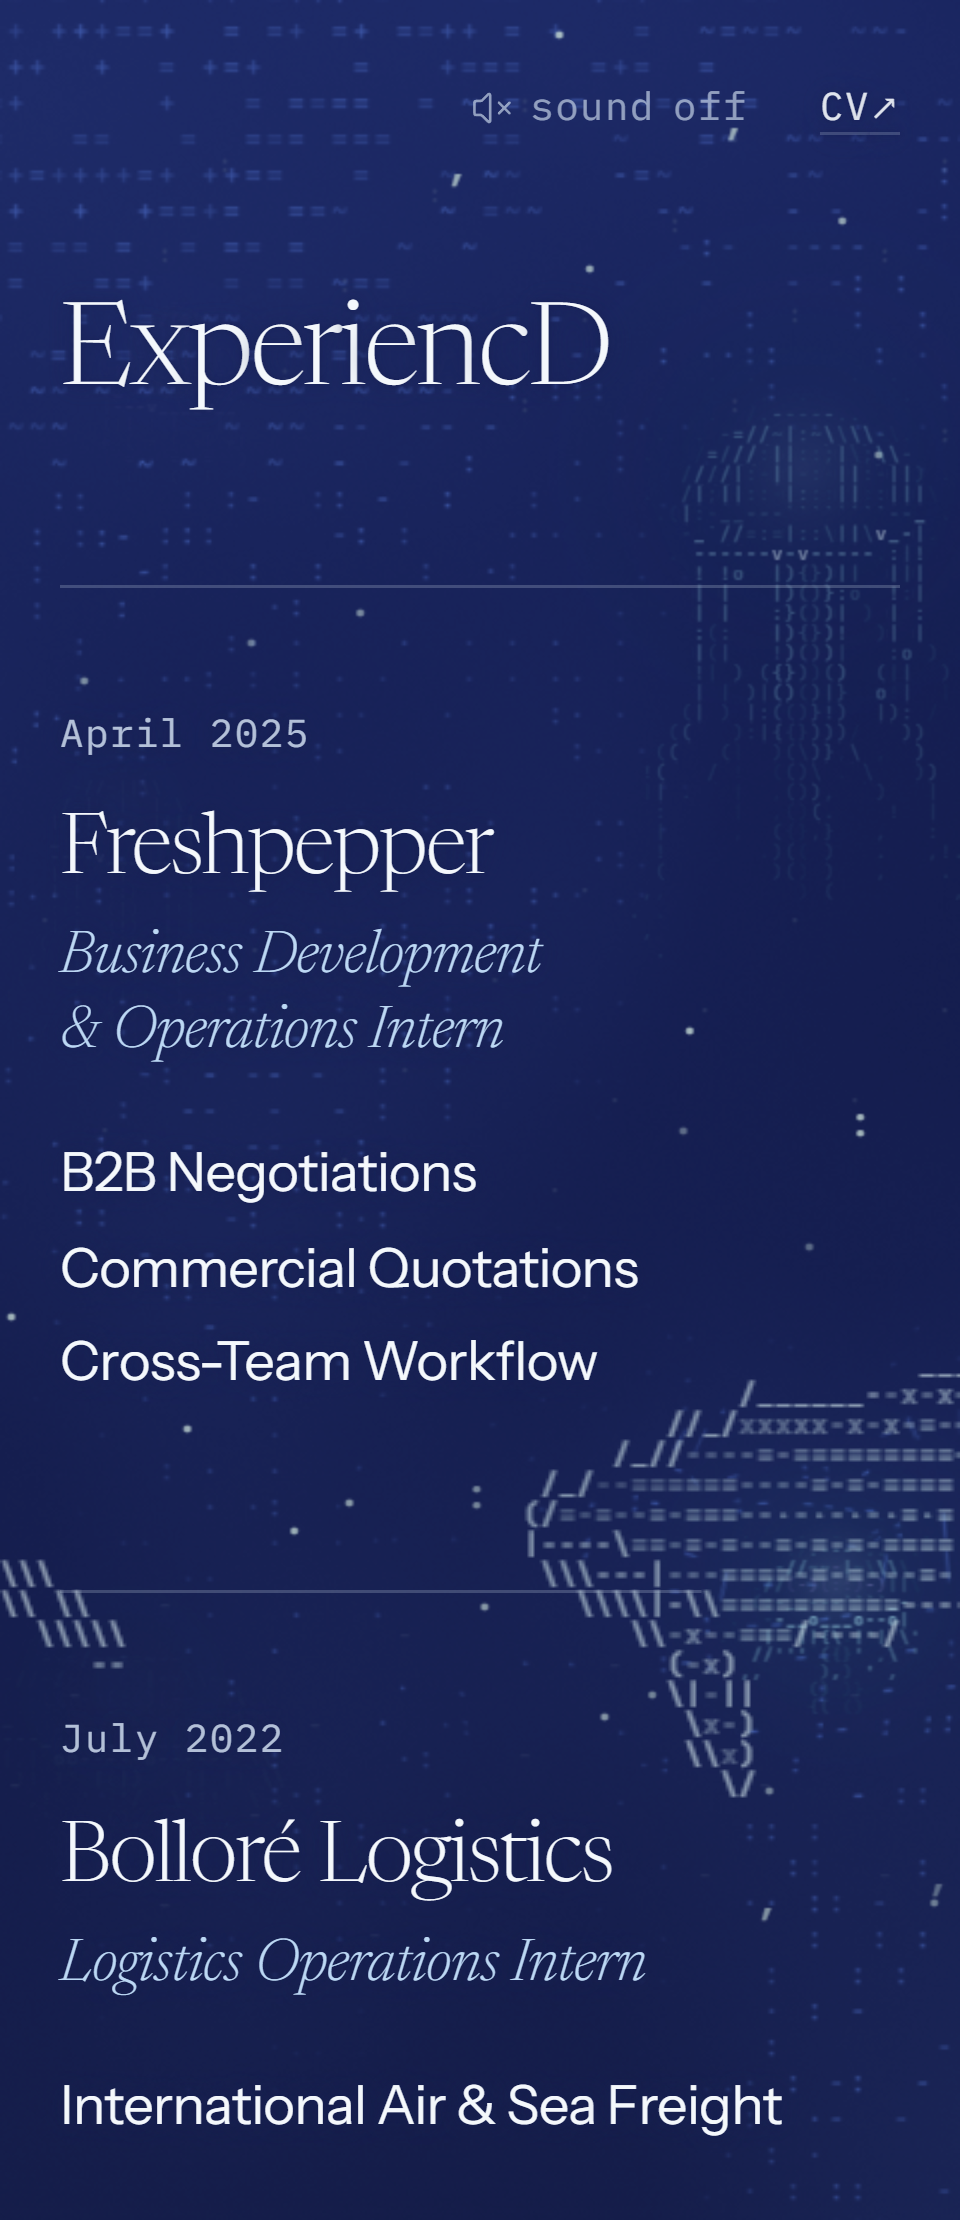 sound off
CV↗
ExperiencD
April 2025
Freshpepper
Business Development
& Operations Intern
B2B Negotiations
Commercial Quotations
Cross-Team Workflow
July 2022
Bolloré Logistics
Logistics Operations Intern
International Air & Sea Freight